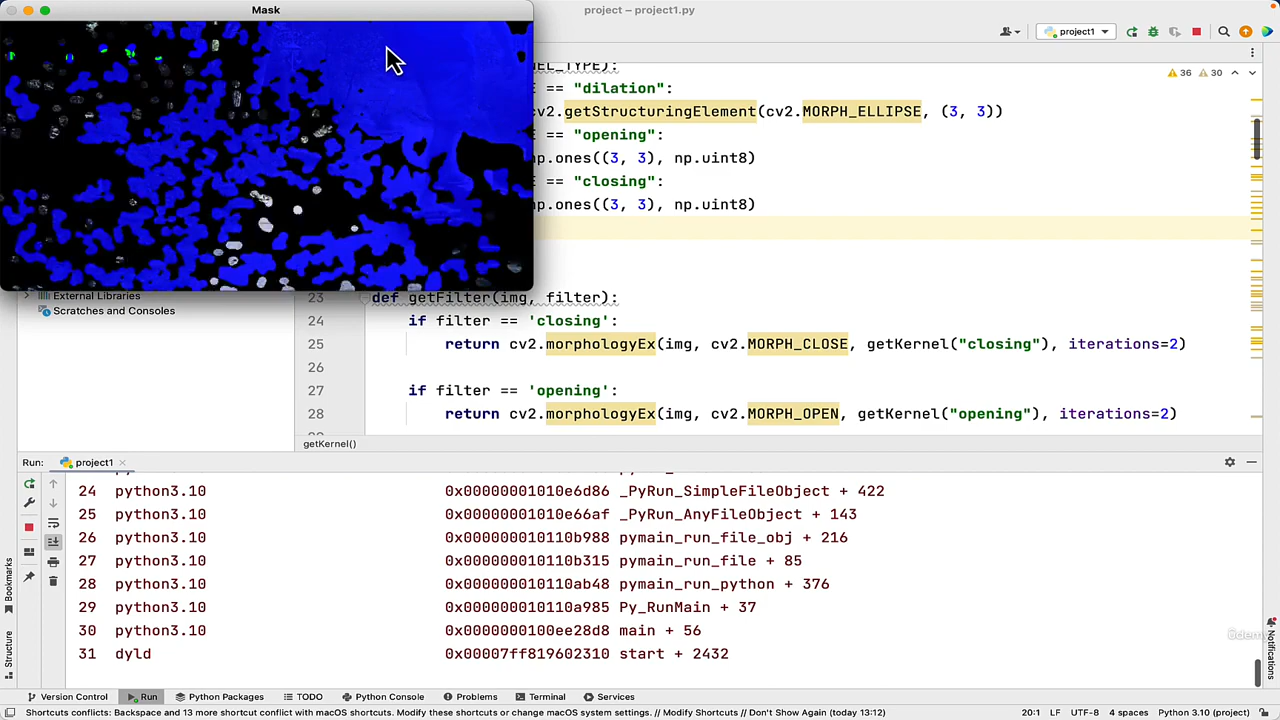 Mask
project – project1.py
project1
NEL_TYPE):
E == "dilation":
cv2.getStructuringElement(cv2.MORPH_ELLIPSE, (3, 3))
E == "opening":
np.ones((3, 3), np.uint8)
E == "closing":
np.ones((3, 3), np.uint8)
36
30
External Libraries
Scratches and Consoles
23 def getFilter(img, filter):
24 if filter == 'closing':
25 return cv2.morphologyEx(img, cv2.MORPH_CLOSE, getKernel("closing"), iterations=2)
26
27 if filter == 'opening':
28 return cv2.morphologyEx(img, cv2.MORPH_OPEN, getKernel("opening"), iterations=2)
getKernel()
Run: project1
24 python3.10 0x00000001010e6d86 _PyRun_SimpleFileObject + 422
25 python3.10 0x00000001010e66af _PyRun_AnyFileObject + 143
26 python3.10 0x000000010110b988 pymain_run_file_obj + 216
27 python3.10 0x000000010110b315 pymain_run_file + 85
28 python3.10 0x000000010110ab48 pymain_run_python + 376
29 python3.10 0x000000010110a985 Py_RunMain + 37
30 python3.10 0x0000000100ee28d8 main + 56
31 dyld 0x00007ff819602310 start + 2432
Bookmarks
Structure
Notifications
Udemy
Version Control Run Python Packages TODO Python Console Problems Terminal Services
Shortcuts conflicts: Backspace and 13 more shortcut conflict with macOS shortcuts. Modify these shortcuts or change macOS system settings. // Modify Shortcuts // Don't Show Again (today 13:12) 20:1 LF UTF-8 4 spaces Python 3.10 (project)